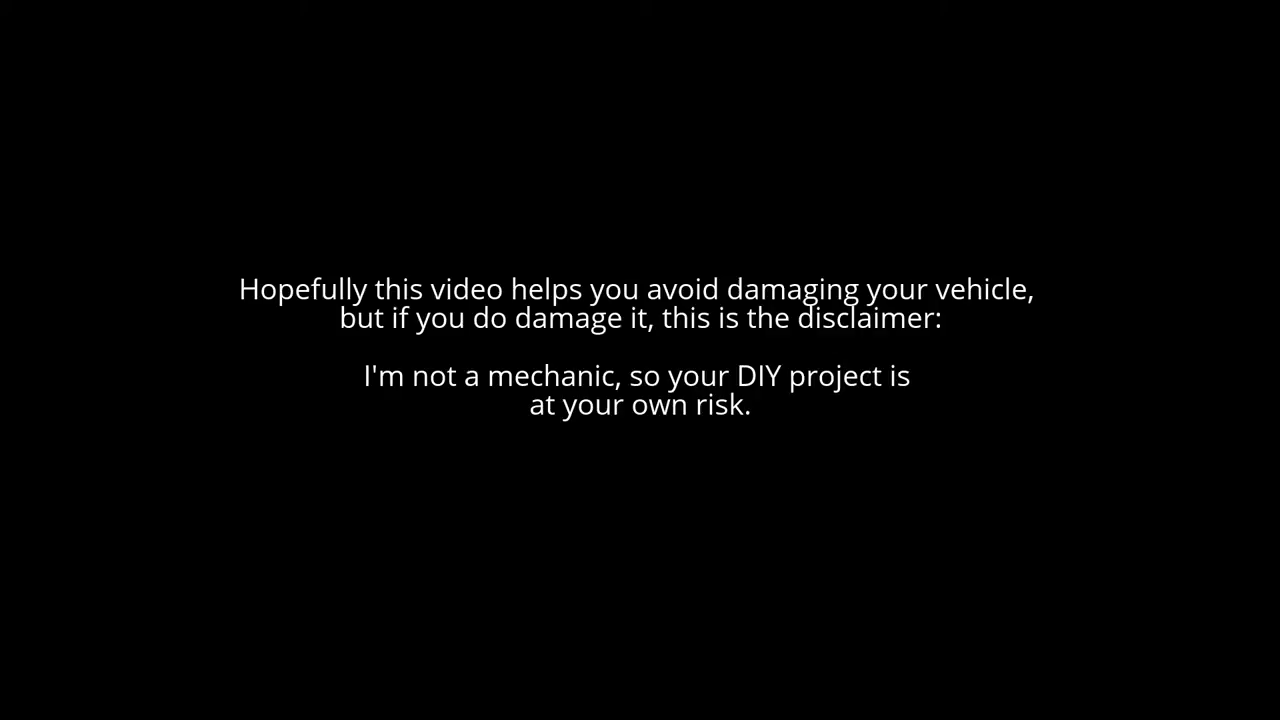 Hopefully this video helps you avoid damaging your vehicle,
but if you do damage it, this is the disclaimer:
I'm not a mechanic, so your DIY project is
at your own risk.